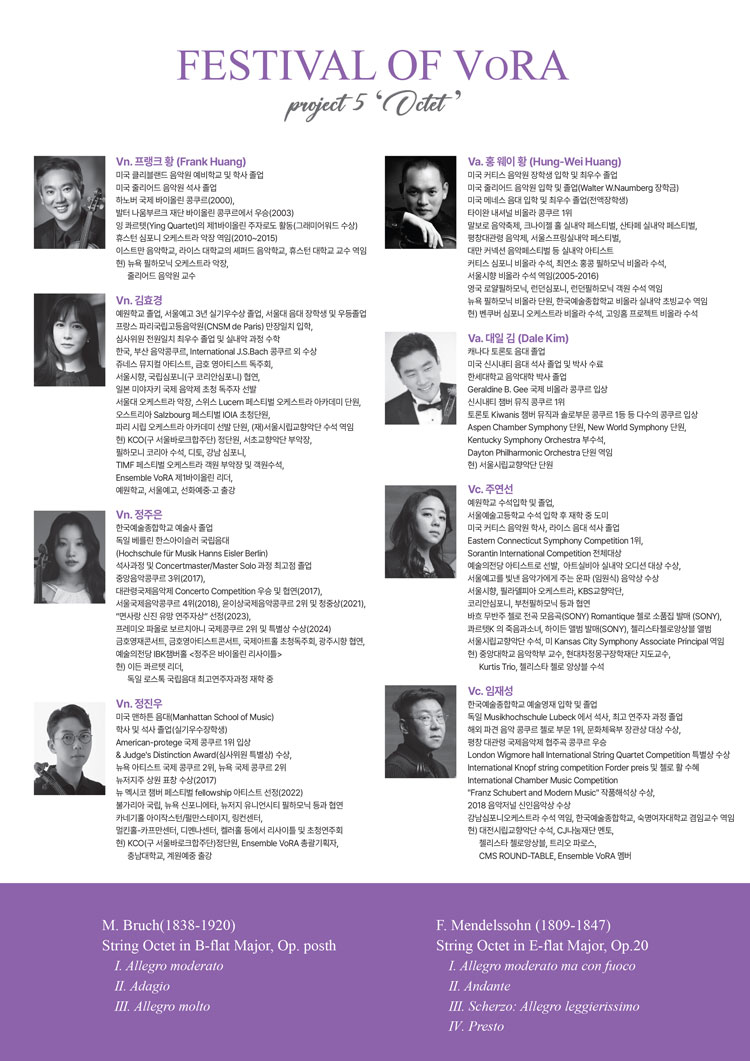 FESTIVAL OF VORA
project 5 ‘Octet’
Vn. 프랭크 황 (Frank Huang)
미국 클리블랜드 음악원 예비학교 및 학사 졸업
미국 줄리어드 음악원 석사 졸업
하노버 국제 바이올린 콩쿠르(2000),
발터 나움부르크 재단 바이올린 콩쿠르에서 우승(2003)
잉 콰르텟(Ying Quartet)의 제1바이올린 주자로도 활동(그래미어워드 수상)
휴스턴 심포니 오케스트라 악장 역임(2010~2015)
이스트만 음악학교, 라이스 대학교의 셰퍼드 음악학교, 휴스턴 대학교 교수 역임
현) 뉴욕 필하모닉 오케스트라 악장,
줄리어드 음악원 교수
Vn. 김효경
예원학교 졸업, 서울예고 3년 실기우수상 졸업, 서울대 음대 장학생 및 우등졸업
프랑스 파리국립고등음악원(CNSM de Paris) 만장일치 입학,
심사위원 전원일치 최우수 졸업 및 실내악 과정 수학
한국, 부산 음악콩쿠르, International J.S.Bach 콩쿠르 외 수상
쥬네스 뮤지컬 아티스트, 금호 영아티스트 독주회,
서울시향, 국립심포니(구 코리안심포니) 협연,
일본 미야자키 국제 음악제 초청 독주자 선발
서울대 오케스트라 악장, 스위스 Lucern 페스티벌 오케스트라 아카데미 단원,
오스트리아 Salzbourg 페스티벌 IOIA 초청단원,
파리 시립 오케스트라 아카데미 선발 단원, (재)서울시립교향악단 수석 역임
현) KCO(구 서울바로크합주단) 정단원, 서초교향악단 부악장,
필하모니 코리아 수석, 디토, 강남 심포니,
TIMF 페스티벌 오케스트라 객원 부악장 및 객원수석,
Ensemble VoRA 제1바이올린 리더,
예원학교, 서울예고, 선화예중·고 출강
Vn. 정주은
한국예술종합학교 예술사 졸업
독일 베를린 한스아이슬러 국립음대
(Hochschule für Musik Hanns Eisler Berlin)
석사과정 및 Concertmaster/Master Solo 과정 최고점 졸업
중앙음악콩쿠르 3위(2017),
대관령국제음악제 Concerto Competition 우승 및 협연(2017),
서울국제음악콩쿠르 4위(2018), 윤이상국제음악콩쿠르 2위 및 청중상(2021),
“면사랑 신진 유망 연주자상” 선정(2023),
프레미오 파올로 보르치아니 국제콩쿠르 2위 및 특별상 수상(2024)
금호영재콘서트, 금호영아티스트콘서트, 국제아트홀 초청독주회, 광주시향 협연,
예술의전당 IBK챔버홀 <정주은 바이올린 리사이틀>
현) 이든 콰르텟 리더,
독일 로스톡 국립음대 최고연주자과정 재학 중
Vn. 정진우
미국 맨하튼 음대(Manhattan School of Music)
학사 및 석사 졸업(실기우수장학생)
American-protege 국제 콩쿠르 1위 입상
& Judge's Distinction Award(심사위원 특별상) 수상,
뉴욕 아티스트 국제 콩쿠르 2위, 뉴욕 국제 콩쿠르 2위
뉴저지주 상원 표창 수상(2017)
뉴 멕시코 챔버 페스티벌 fellowship 아티스트 선정(2022)
불가리아 국립, 뉴욕 신포니에타, 뉴저지 유니언시티 필하모닉 등과 협연
카네기홀 아이작스턴/잰켈스테이지, 링컨센터,
멀킨홀-카프만센터, 디멘나센터, 켈러홀 등에서 리사이틀 및 초청연주회
현) KCO(구 서울바로크합주단)정단원, Ensemble VoRA 총괄기획자,
충남대학교, 계원예중 출강
Va. 홍 웨이 황 (Hung-Wei Huang)
미국 커티스 음악원 장학생 입학 및 최우수 졸업
미국 줄리어드 음악원 입학 및 졸업(Walter W.Naumberg 장학금)
미국 메네스 음대 입학 및 최우수 졸업(전액장학생)
타이완 내셔널 비올라 콩쿠르 1위
말보로 음악축제, 크나이젤 홀 실내악 페스티벌, 산타페 실내악 페스티벌,
평창대관령 음악제, 서울스프링실내악 페스티벌,
대만 커넥션 음악페스티벌 등 실내악 아티스트
커티스 심포니 비올라 수석, 최연소 홍콩 필하모닉 비올라 수석,
서울시향 비올라 수석 역임(2005-2016)
영국 로얄필하모닉, 런던심포니, 런던필하모닉 객원 수석 역임
뉴욕 필하모닉 비올라 단원, 한국예술종합학교 비올라 실내악 초빙교수 역임
현) 벤쿠버 심포니 오케스트라 비올라 수석, 고잉홈 프로젝트 비올라 수석
Va. 대일 김 (Dale Kim)
캐나다 토론토 음대 졸업
미국 신시내티 음대 석사 졸업 및 박사 수료
한세대학교 음악대학 박사 졸업
Geraldine B. Gee 국제 비올라 콩쿠르 입상
신시내티 챔버 뮤직 콩쿠르 1위
토론토 Kiwanis 챔버 뮤직과 솔로부문 콩쿠르 1등 등 다수의 콩쿠르 입상
Aspen Chamber Symphony 단원, New World Symphony 단원,
Kentucky Symphony Orchestra 부수석,
Dayton Philharmonic Orchestra 단원 역임
현) 서울시립교향악단 단원
Vc. 주연선
예원학교 수석입학 및 졸업,
서울예술고등학교 수석 입학 후 재학 중 도미
미국 커티스 음악원 학사, 라이스 음대 석사 졸업
Eastern Connecticut Symphony Competition 1위,
Sorantin International Competition 전체대상
예술의전당 아티스트로 선발, 아트실비아 실내악 오디션 대상 수상,
서울예고를 빛낸 음악가에게 주는 운파 (임원식) 음악상 수상
서울시향, 필라델피아 오케스트라, KBS교향악단,
코리안심포니, 부천필하모닉 등과 협연
바흐 무반주 첼로 전곡 모음곡(SONY) Romantique 첼로 소품집 발매 (SONY),
콰르텟K 의 죽음과소녀, 하이든 앨범 발매(SONY), 첼리스타첼로앙상블 앨범
서울시립교향악단 수석, 미 Kansas City Symphony Associate Principal 역임
현) 중앙대학교 음악학부 교수, 현대차정몽구장학재단 지도교수,
Kurtis Trio, 첼리스타 첼로 앙상블 수석
Vc. 임재성
한국예술종합학교 예술영재 입학 및 졸업
독일 Musikhochschule Lubeck 에서 석사, 최고 연주자 과정 졸업
해외 파견 음악 콩쿠르 첼로 부문 1위, 문화체육부 장관상 대상 수상,
평창 대관령 국제음악제 협주곡 콩쿠르 우승
London Wigmore hall International String Quartet Competition 특별상 수상
International Knopf string competition Forder preis 및 첼로 활 수혜
International Chamber Music Competition
"Franz Schubert and Modern Music" 작품해석상 수상,
2018 음악저널 신인음악상 수상
강남심포니오케스트라 수석 역임, 한국예술종합학교, 숙명여자대학교 겸임교수 역임
현) 대전시립교향악단 수석, CJ나눔재단 멘토,
첼리스타 첼로앙상블, 트리오 파로스,
CMS ROUND-TABLE, Ensemble VoRA 멤버
M. Bruch(1838-1920)
String Octet in B-flat Major, Op. posth
I. Allegro moderato
II. Adagio
III. Allegro molto
F. Mendelssohn (1809-1847)
String Octet in E-flat Major, Op.20
I. Allegro moderato ma con fuoco
II. Andante
III. Scherzo: Allegro leggierissimo
IV. Presto